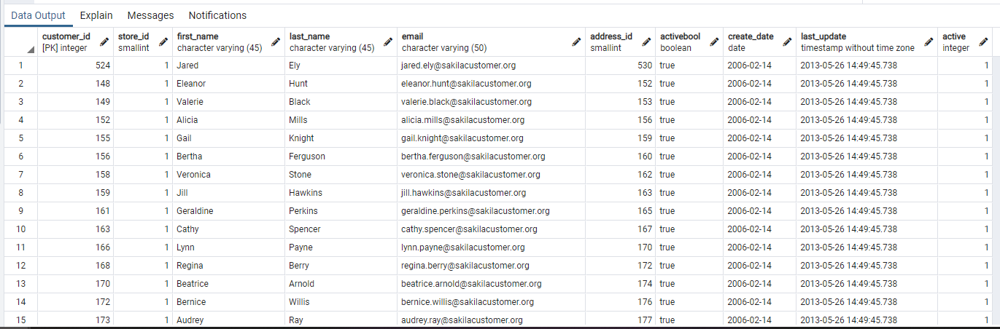 Data Output Explain Messages Notifications
customer_id store_id first_name last_name email address_id activebool create_date last_update active
[PK] integer smallint character varying (45) character varying (45) character varying (50) smallint boolean date timestamp without time zone integer
1 524 1 Jared Ely jared.ely@sakilacustomer.org 530 true 2006-02-14 2013-05-26 14:49:45.738 1
2 148 1 Eleanor Hunt eleanor.hunt@sakilacustomer.org 152 true 2006-02-14 2013-05-26 14:49:45.738 1
3 149 1 Valerie Black valerie.black@sakilacustomer.org 153 true 2006-02-14 2013-05-26 14:49:45.738 1
4 152 1 Alicia Mills alicia.mills@sakilacustomer.org 156 true 2006-02-14 2013-05-26 14:49:45.738 1
5 155 1 Gail Knight gail.knight@sakilacustomer.org 159 true 2006-02-14 2013-05-26 14:49:45.738 1
6 156 1 Bertha Ferguson bertha.ferguson@sakilacustomer.org 160 true 2006-02-14 2013-05-26 14:49:45.738 1
7 158 1 Veronica Stone veronica.stone@sakilacustomer.org 162 true 2006-02-14 2013-05-26 14:49:45.738 1
8 159 1 Jill Hawkins jill.hawkins@sakilacustomer.org 163 true 2006-02-14 2013-05-26 14:49:45.738 1
9 161 1 Geraldine Perkins geraldine.perkins@sakilacustomer.org 165 true 2006-02-14 2013-05-26 14:49:45.738 1
10 163 1 Cathy Spencer cathy.spencer@sakilacustomer.org 167 true 2006-02-14 2013-05-26 14:49:45.738 1
11 166 1 Lynn Payne lynn.payne@sakilacustomer.org 170 true 2006-02-14 2013-05-26 14:49:45.738 1
12 168 1 Regina Berry regina.berry@sakilacustomer.org 172 true 2006-02-14 2013-05-26 14:49:45.738 1
13 170 1 Beatrice Arnold beatrice.arnold@sakilacustomer.org 174 true 2006-02-14 2013-05-26 14:49:45.738 1
14 172 1 Bernice Willis bernice.willis@sakilacustomer.org 176 true 2006-02-14 2013-05-26 14:49:45.738 1
15 173 1 Audrey Ray audrey.ray@sakilacustomer.org 177 true 2006-02-14 2013-05-26 14:49:45.738 1